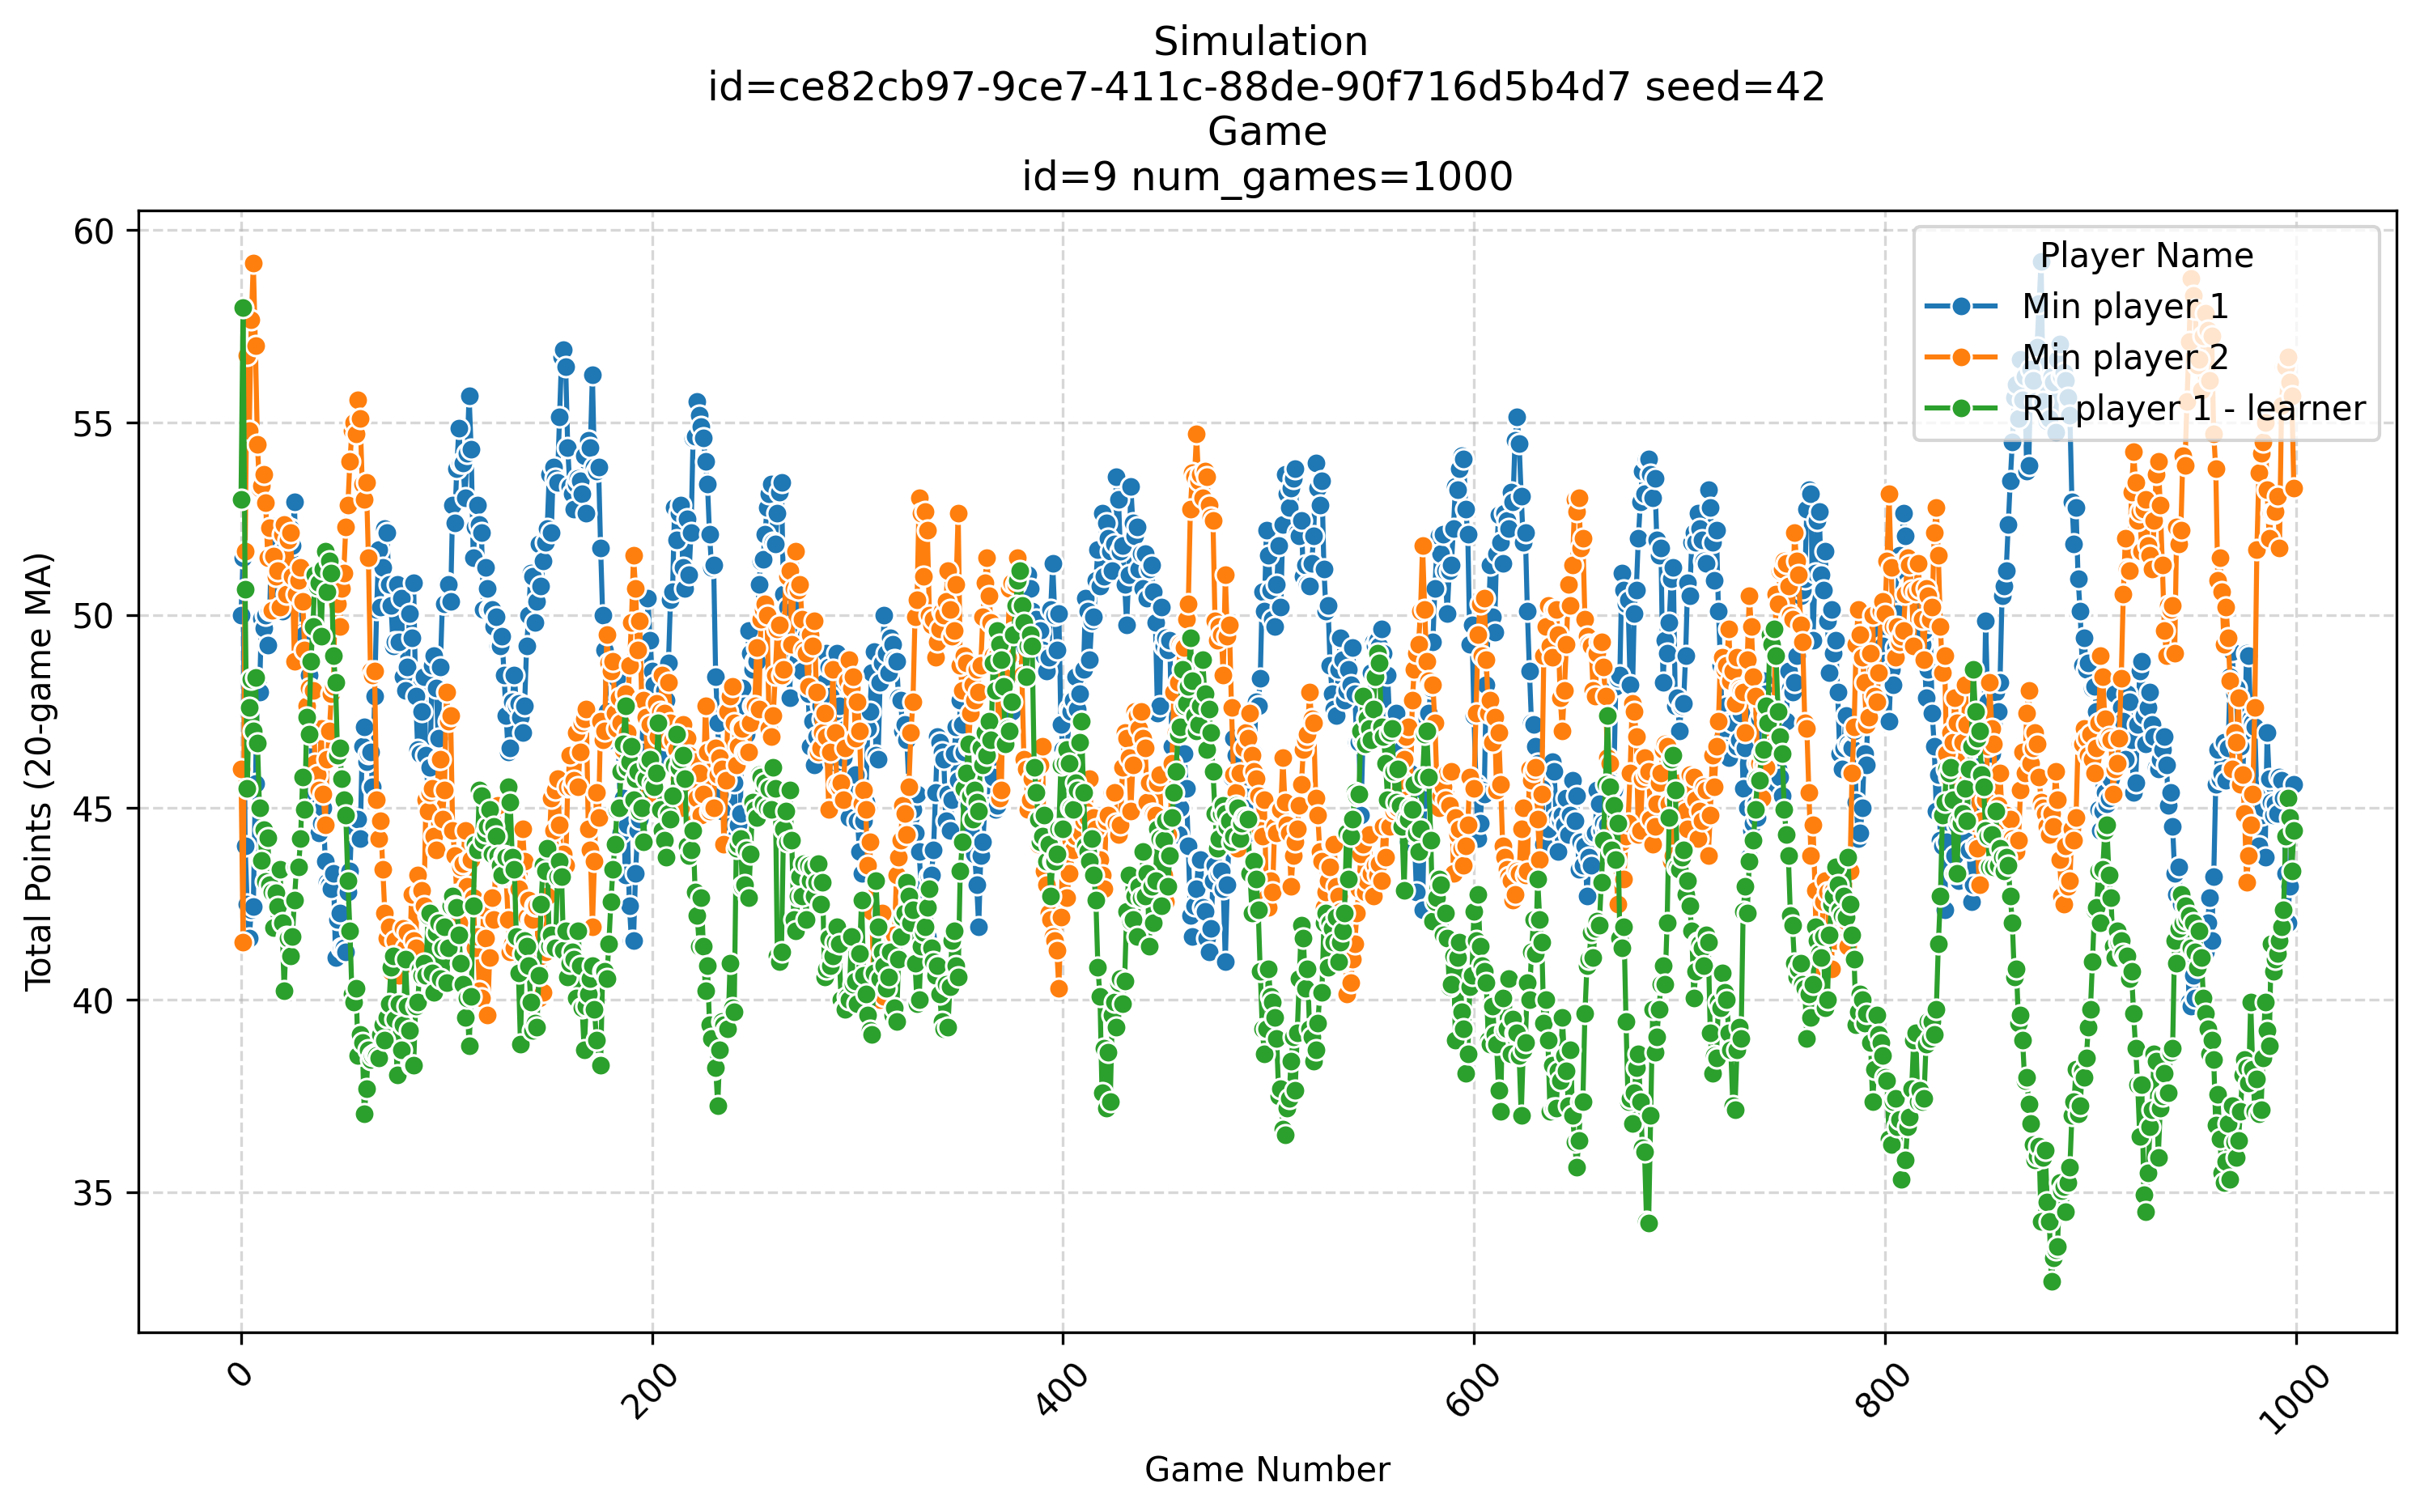 Simulation
id=ce82cb97-9ce7-411c-88de-90f716d5b4d7 seed=42
Game
id=9 num_games=1000
Player Name
Min player 1
Min player 2
RL player 1 - learner
Total Points (20-game MA)
60
55
50
45
40
35
0
200
400
600
800
1000
Game Number